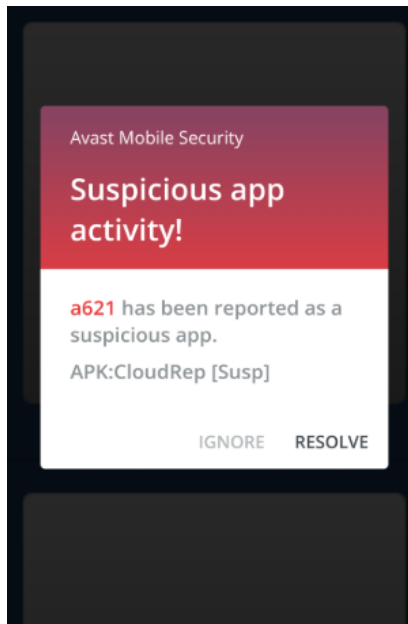 Avast Mobile Security
Suspicious app
activity!
a621 has been reported as a
suspicious app.
APK:CloudRep [Susp]
IGNORE RESOLVE